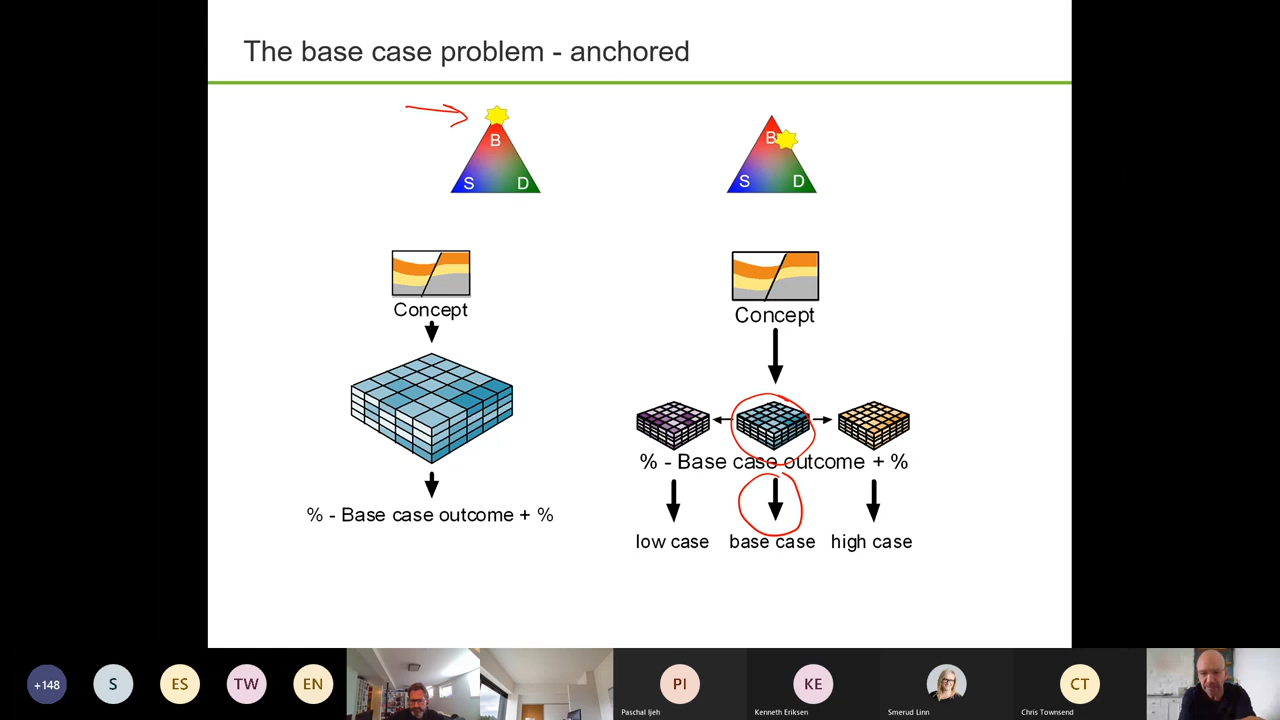 The base case problem - anchored
B
S D
B
S D
Concept
Concept
% - Base case outcome + %
% - Base case outcome + %
low case base case high case
+148
S
ES
TW
EN
PI
Paschal Ijeh
KE
Kenneth Eriksen
Smerud Linn
CT
Chris Townsend